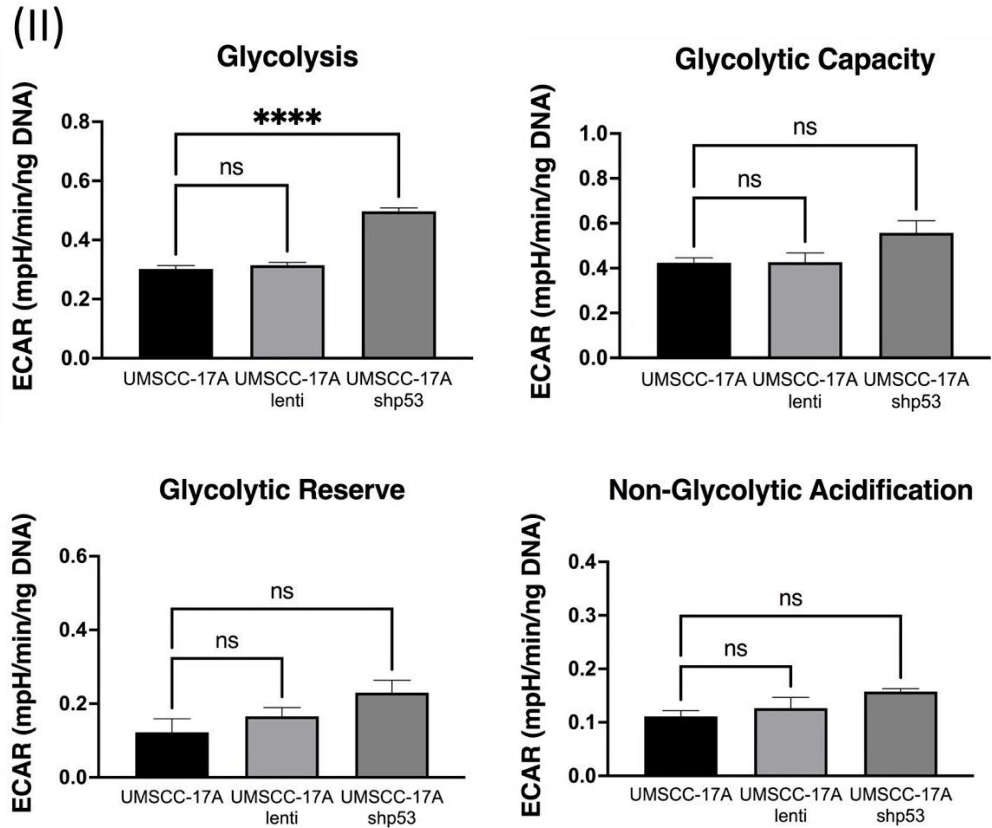 (II)
Glycolysis
ECAR (mpH/min/ng DNA)
0.8
0.6
0.4
0.2
0.0
****
ns
UMSCC-17A UMSCC-17A UMSCC-17A
lenti shp53
Glycolytic Capacity
ECAR (mpH/min/ng DNA)
1.0
0.8
0.6
0.4
0.2
0.0
ns
ns
UMSCC-17A UMSCC-17A UMSCC-17A
lenti shp53
Glycolytic Reserve
ECAR (mpH/min/ng DNA)
0.6
0.4
0.2
0.0
ns
ns
UMSCC-17A UMSCC-17A UMSCC-17A
lenti shp53
Non-Glycolytic Acidification
ECAR (mpH/min/ng DNA)
0.4
0.3
0.2
0.1
0.0
ns
ns
UMSCC-17A UMSCC-17A UMSCC-17A
lenti shp53